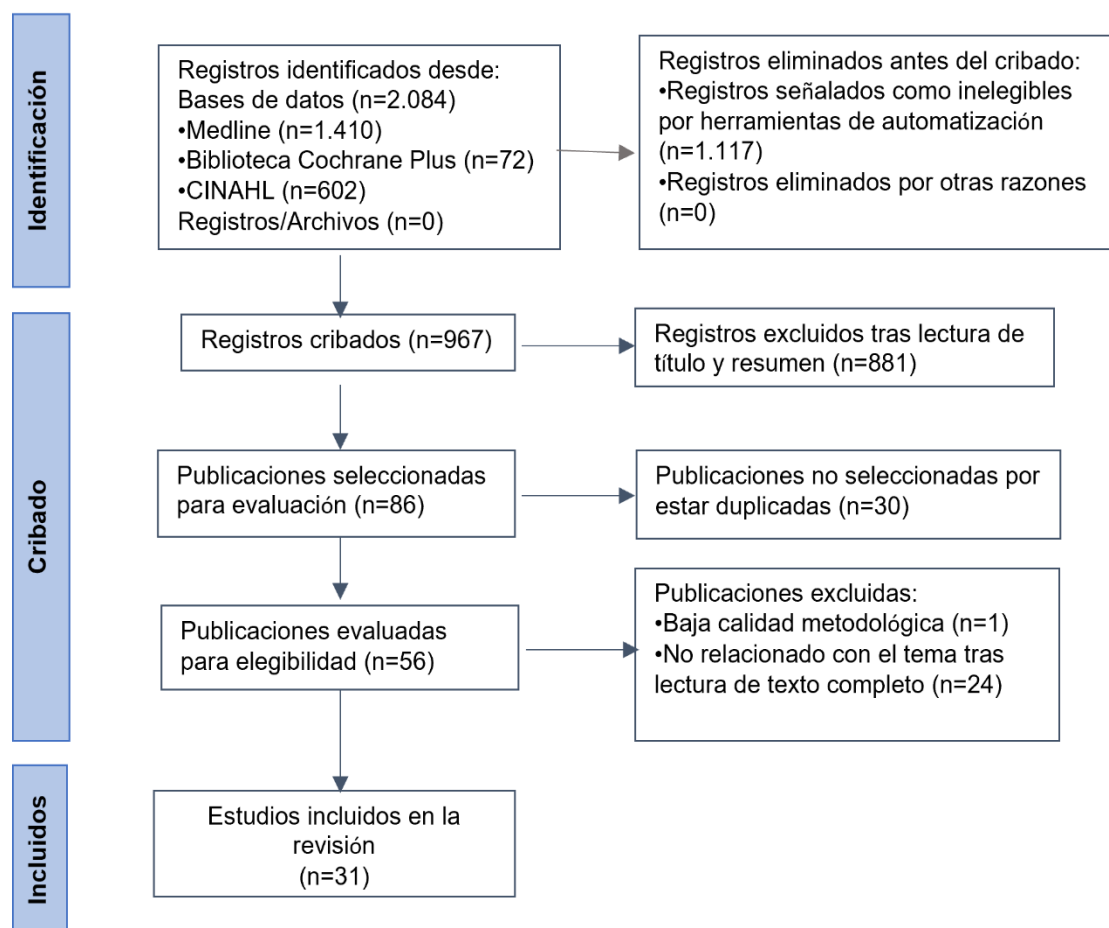 Identificación
Registros identificados desde:
Bases de datos (n=2.084)
•Medline (n=1.410)
•Biblioteca Cochrane Plus (n=72)
•CINAHL (n=602)
Registros/Archivos (n=0)
Registros eliminados antes del cribado:
•Registros señalados como inelegibles
por herramientas de automatización
(n=1.117)
•Registros eliminados por otras razones
(n=0)
Cribado
Registros cribados (n=967)
Registros excluidos tras lectura de
título y resumen (n=881)
Publicaciones seleccionadas
para evaluación (n=86)
Publicaciones no seleccionadas por
estar duplicadas (n=30)
Publicaciones evaluadas
para elegibilidad (n=56)
Publicaciones excluidas:
•Baja calidad metodológica (n=1)
•No relacionado con el tema tras
lectura de texto completo (n=24)
Incluidos
Estudios incluidos en la
revisión
(n=31)